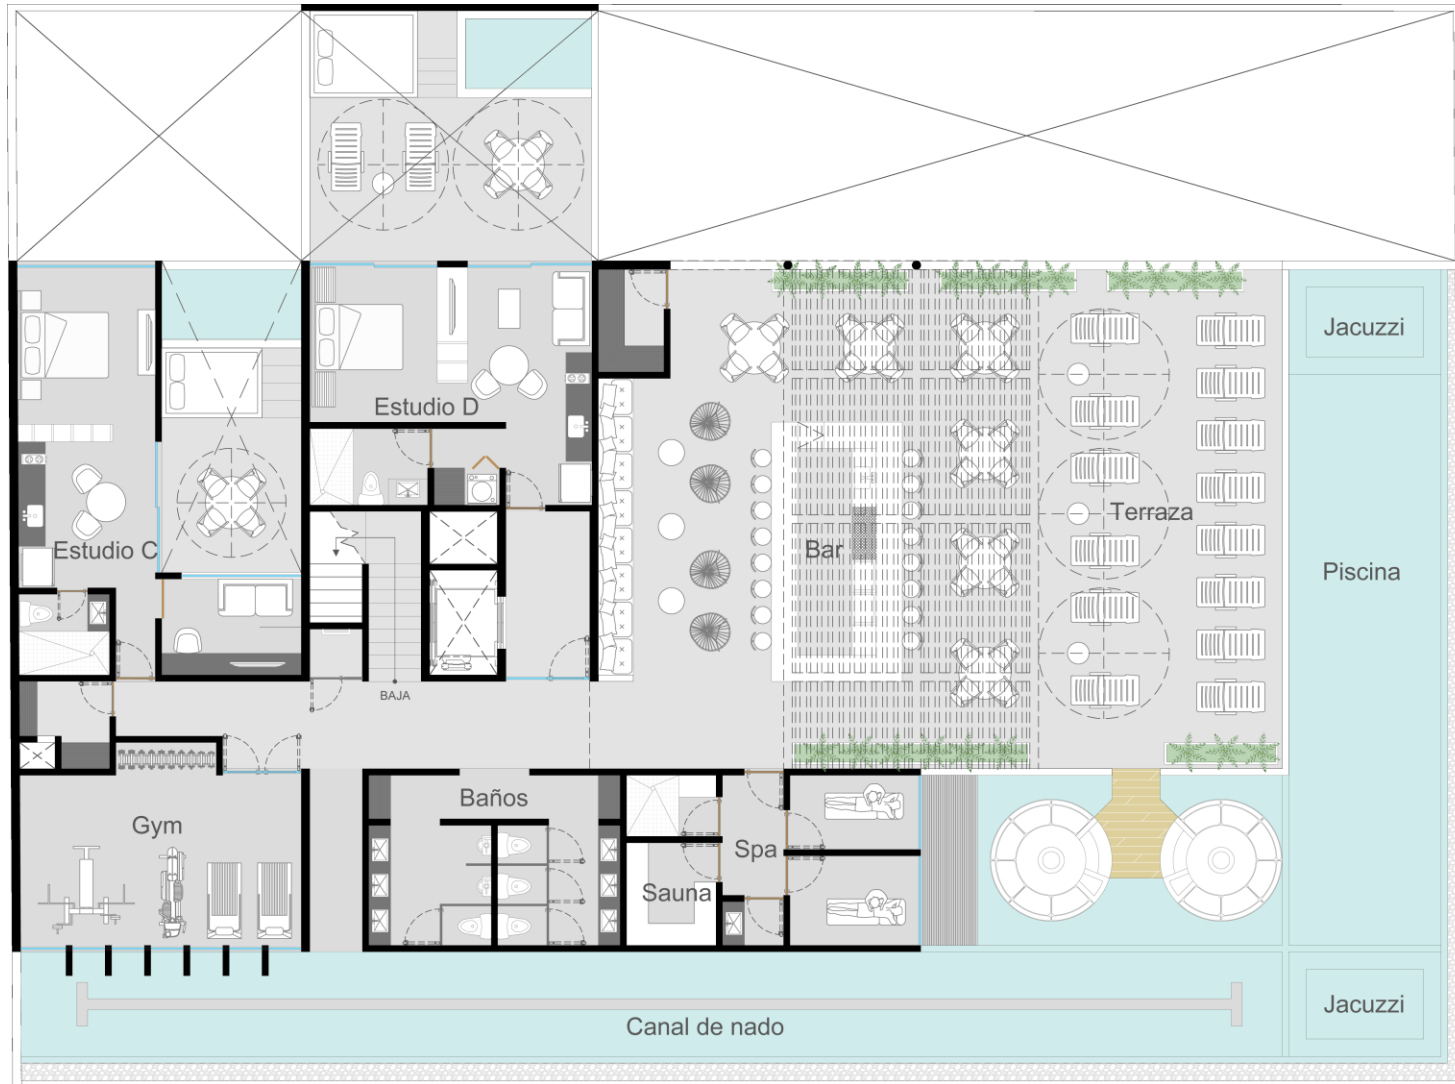 Jacuzzi
Estudio D
Terraza
Estudio C
Bar
Piscina
BAJA
Baños
Gym
Spa
Sauna
Jacuzzi
Canal de nado